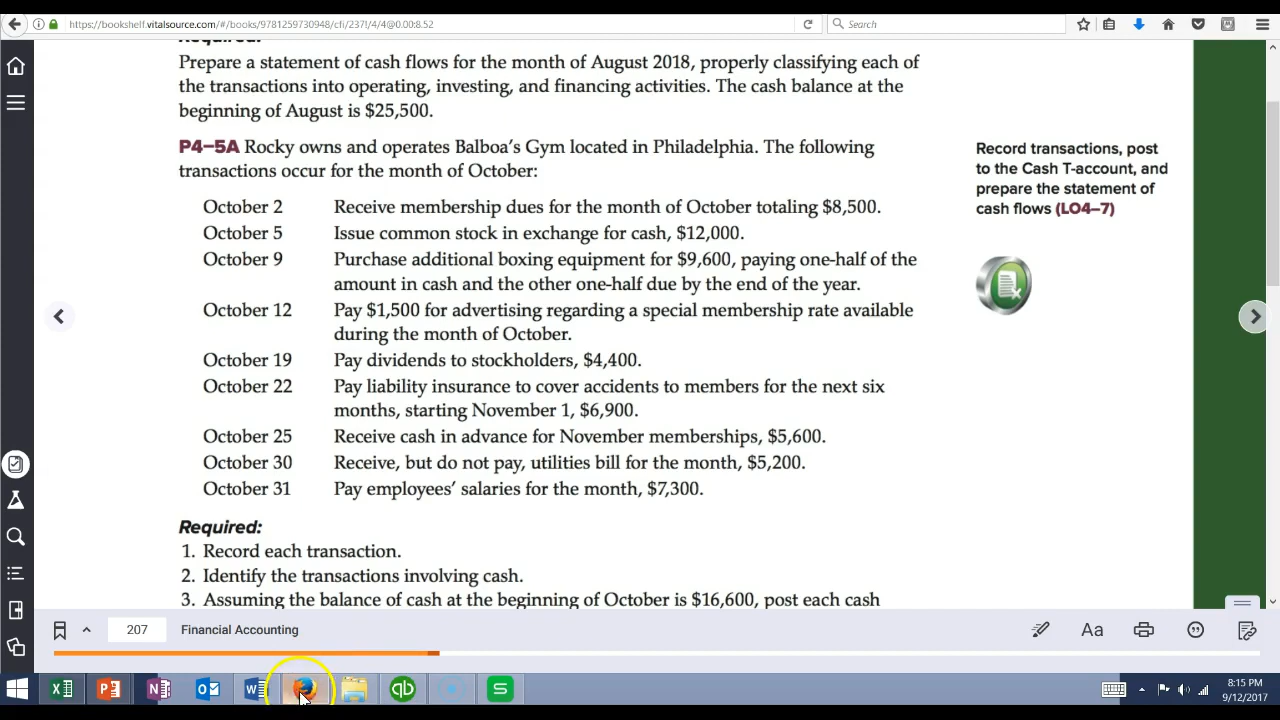 https://bookshelf.vitalsource.com/#/books/9781259730948/cfi/237!/4/4@0.00:8.52
Search
Required:
Prepare a statement of cash flows for the month of August 2018, properly classifying each of
the transactions into operating, investing, and financing activities. The cash balance at the
beginning of August is $25,500.
P4–5A Rocky owns and operates Balboa's Gym located in Philadelphia. The following
transactions occur for the month of October:
October 2 Receive membership dues for the month of October totaling $8,500.
October 5 Issue common stock in exchange for cash, $12,000.
October 9 Purchase additional boxing equipment for $9,600, paying one-half of the
amount in cash and the other one-half due by the end of the year.
October 12 Pay $1,500 for advertising regarding a special membership rate available
during the month of October.
October 19 Pay dividends to stockholders, $4,400.
October 22 Pay liability insurance to cover accidents to members for the next six
months, starting November 1, $6,900.
October 25 Receive cash in advance for November memberships, $5,600.
October 30 Receive, but do not pay, utilities bill for the month, $5,200.
October 31 Pay employees' salaries for the month, $7,300.
Required:
1. Record each transaction.
2. Identify the transactions involving cash.
3. Assuming the balance of cash at the beginning of October is $16,600, post each cash
Record transactions, post
to the Cash T-account, and
prepare the statement of
cash flows (LO4–7)
207 Financial Accounting
Aa
8:15 PM
9/12/2017